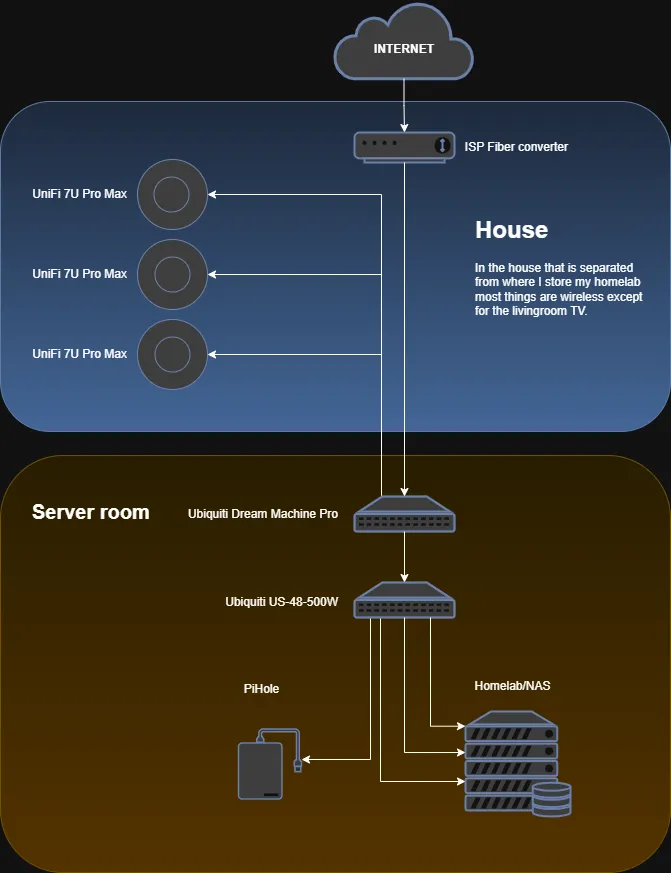 INTERNET
ISP Fiber converter
UniFi 7U Pro Max
House
UniFi 7U Pro Max
In the house that is separated
from where I store my homelab
most things are wireless except
for the livingroom TV.
UniFi 7U Pro Max
Server room
Ubiquiti Dream Machine Pro
Ubiquiti US-48-500W
PiHole
Homelab/NAS